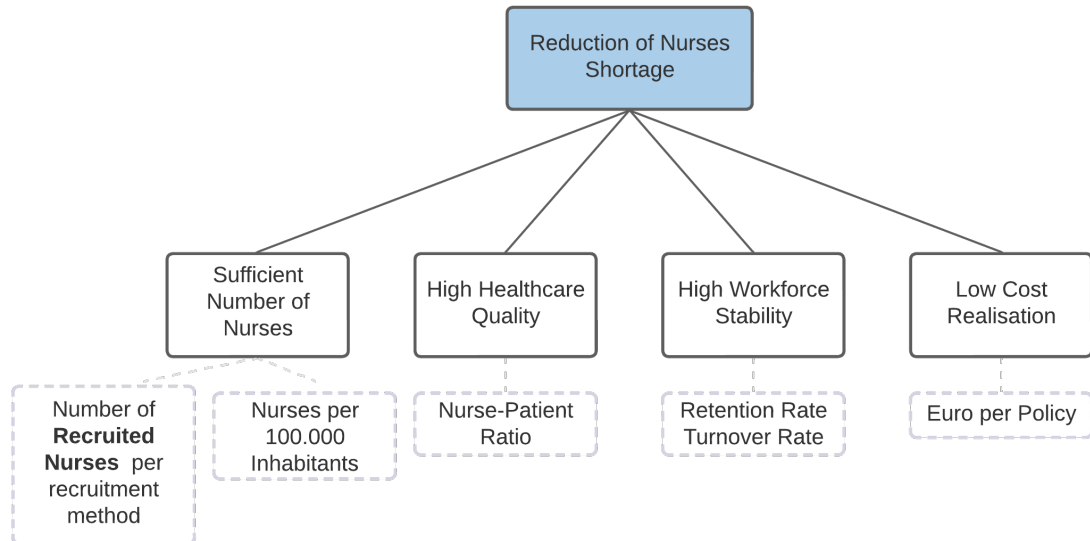 Reduction of Nurses
Shortage
Sufficient
Number of
Nurses
High Healthcare
Quality
High Workforce
Stability
Low Cost
Realisation
Number of
Recruited
Nurses per
recruitment
method
Nurses per
100.000
Inhabitants
Nurse-Patient
Ratio
Retention Rate
Turnover Rate
Euro per Policy